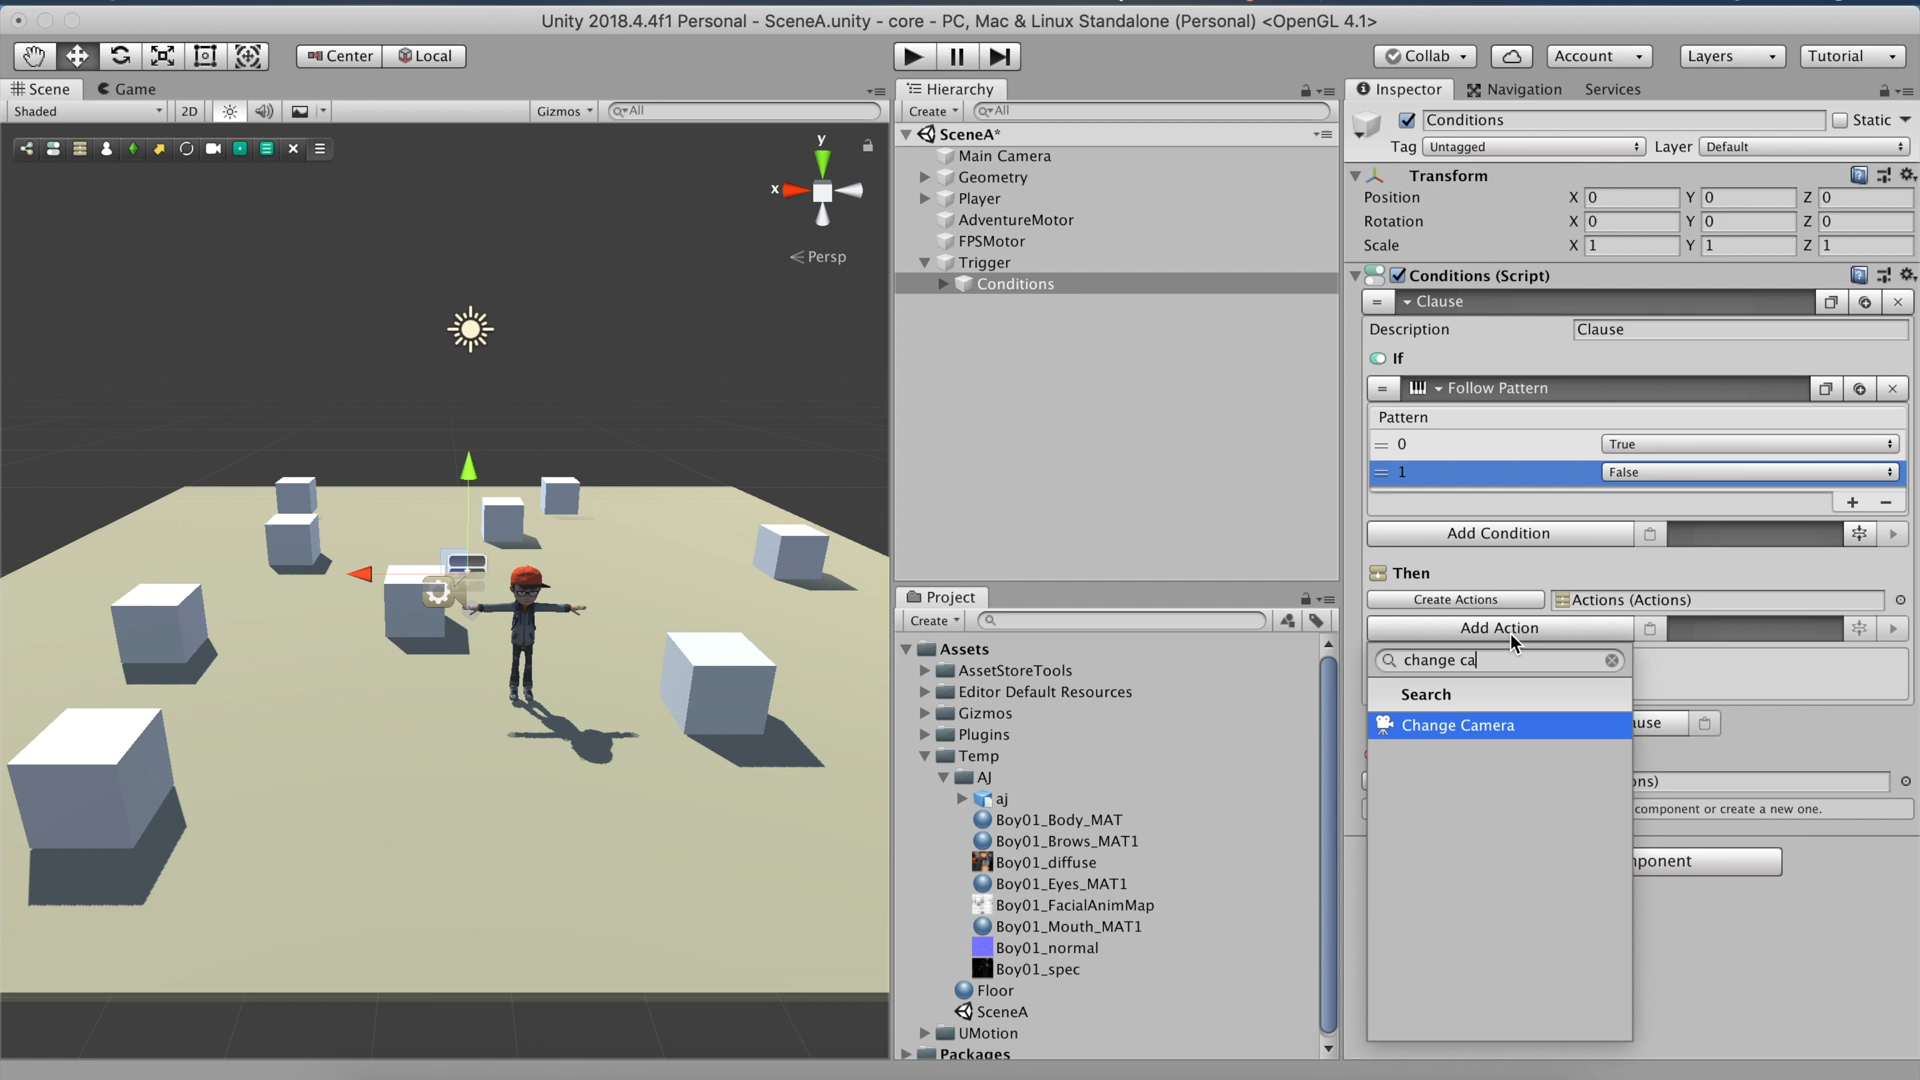 Unity 2018.4.4f1 Personal - SceneA.unity - core - PC, Mac & Linux Standalone (Personal) <OpenGL 4.1>
Center Local Collab Account Layers Tutorial
Scene Game
Shaded 2D Gizmos All
y
x
Persp
Hierarchy
Create All
SceneA*
Main Camera
Geometry
Player
AdventureMotor
FPSMotor
Trigger
Conditions
Project
Create
Assets
AssetStoreTools
Editor Default Resources
Gizmos
Plugins
Temp
AJ
aj
Boy01_Body_MAT
Boy01_Brows_MAT1
Boy01_diffuse
Boy01_Eyes_MAT1
Boy01_FacialAnimMap
Boy01_Mouth_MAT1
Boy01_normal
Boy01_spec
Floor
SceneA
UMotion
Packages
Inspector Navigation Services
Conditions Static
Tag Untagged Layer Default
Transform
Position X 0 Y 0 Z 0
Rotation X 0 Y 0 Z 0
Scale X 1 Y 1 Z 1
Conditions (Script)
Clause
Description Clause
If
Follow Pattern
Pattern
0 True
1 False
Add Condition
Then
Create Actions Actions (Actions)
Add Action
change ca
Search
Change Camera
ause
ons)
component or create a new one.
mponent